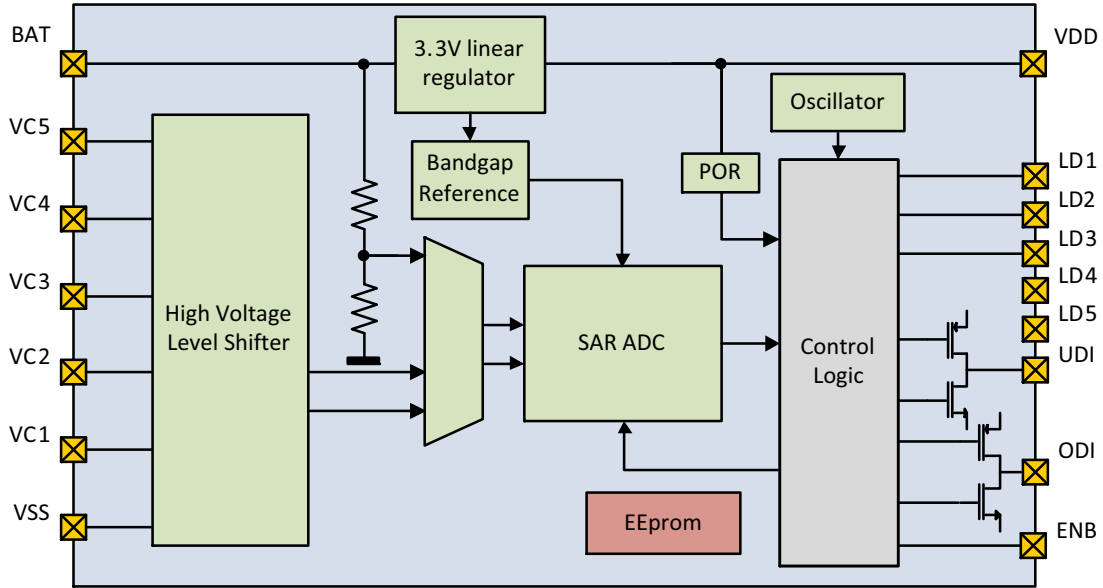 BAT
3.3V linear
regulator
VDD
Oscillator
VC5
Bandgap
Reference
POR
LD1
VC4
LD2
LD3
VC3
High Voltage
Level Shifter
SAR ADC
Control
Logic
LD4
LD5
VC2
UDI
VC1
ODI
VSS
EEprom
ENB